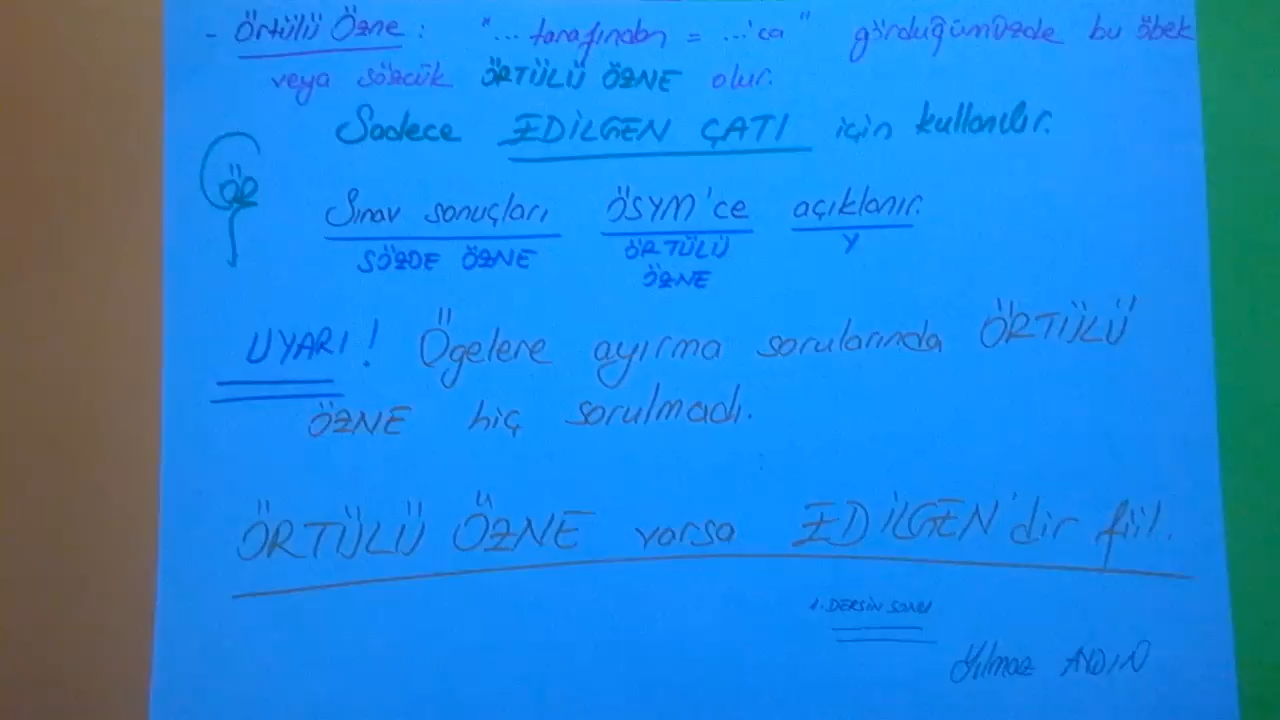 - Örtülü Özne: "...tarafından = ...'ca" gördüğümüzde bu öbek
veya sözcük ÖRTÜLÜ ÖZNE olur.
Sadece EDİLGEN ÇATI için kullanılır.
ÖR
Sınav sonuçları ÖSYM'ce açıklanır.
SÖZDE ÖZNE ÖRTÜLÜ ÖZNE Y
UYARI! Ögelere ayırma sorularında ÖRTÜLÜ
ÖZNE hiç sorulmadı.
ÖRTÜLÜ ÖZNE varsa EDİLGEN'dir fiil.
1. DERSİN SONU
Yılmaz AYDIN